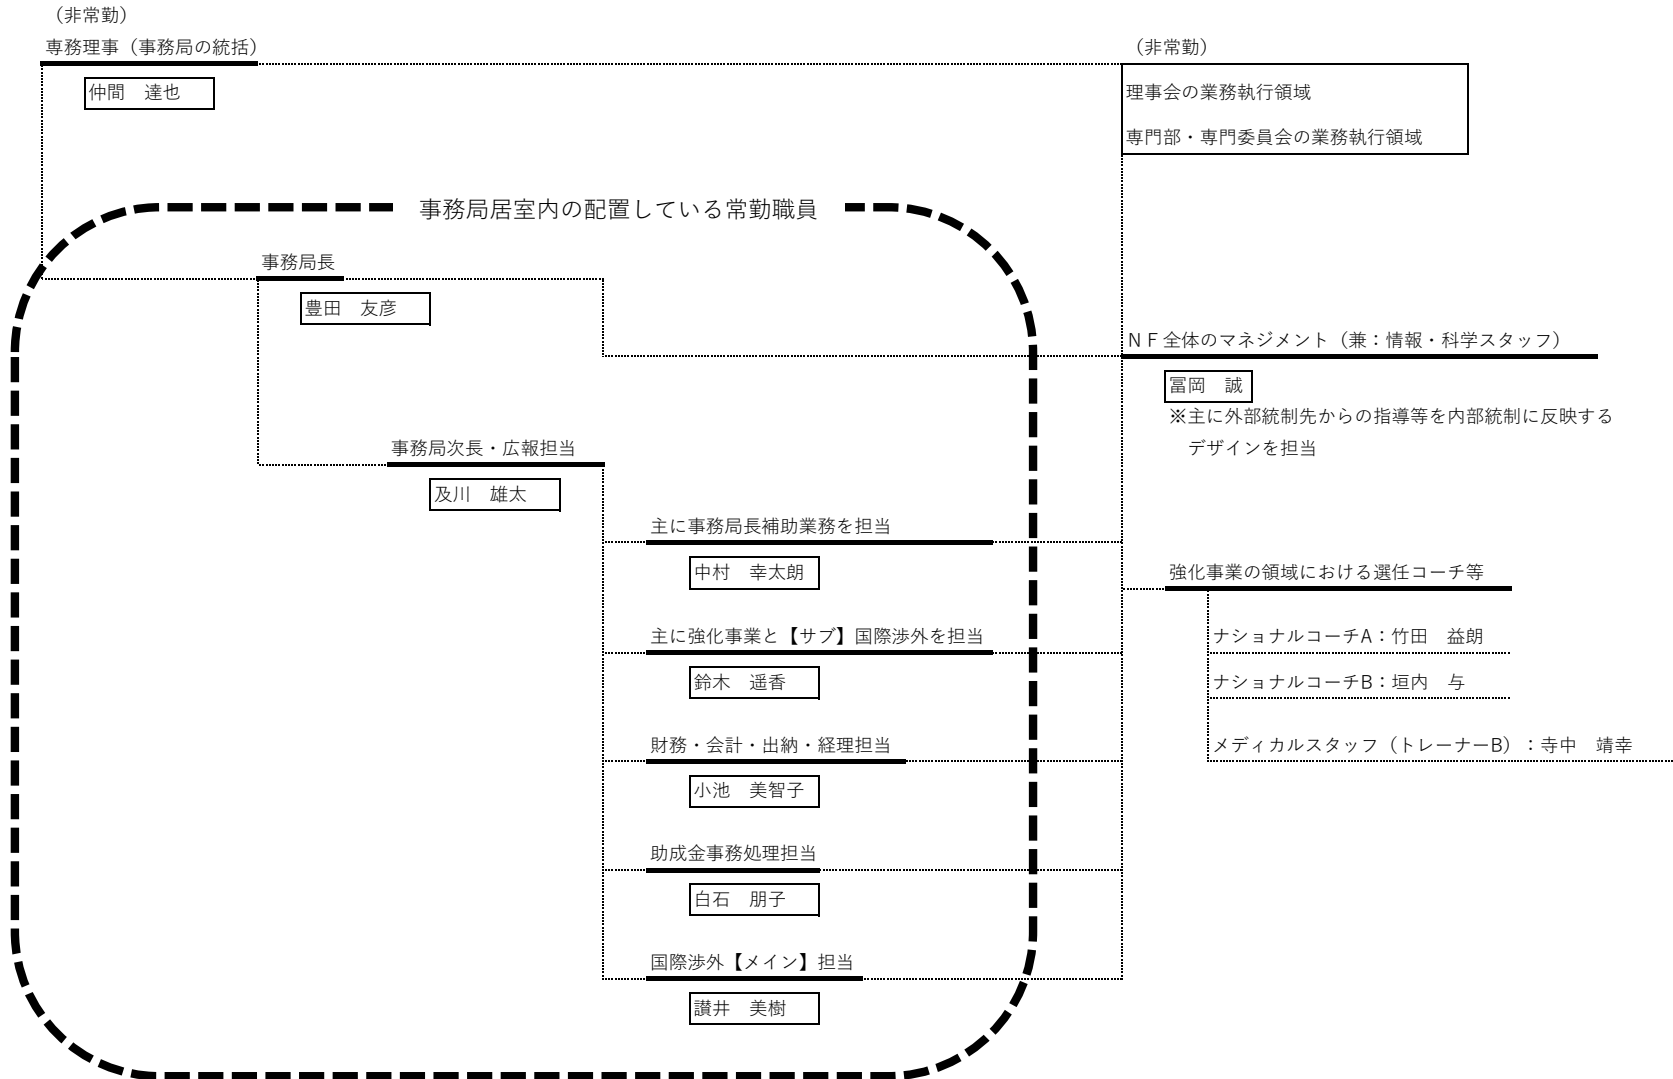 （非常勤）
専務理事（事務局の統括）
仲間　達也
（非常勤）
理事会の業務執行領域
専門部・専門委員会の業務執行領域
事務局居室内の配置している常勤職員
事務局長
豊田　友彦
ＮＦ全体のマネジメント（兼：情報・科学スタッフ）
冨岡　誠
※主に外部統制先からの指導等を内部統制に反映する
デザインを担当
事務局次長・広報担当
及川　雄太
主に事務局長補助業務を担当
中村　幸太朗
強化事業の領域における選任コーチ等
主に強化事業と【サブ】国際渉外を担当
鈴木　遥香
ナショナルコーチA：竹田　益朗
ナショナルコーチB：垣内　与
財務・会計・出納・経理担当
小池　美智子
メディカルスタッフ（トレーナーB）：寺中　靖幸
助成金事務処理担当
白石　朋子
国際渉外【メイン】担当
讃井　美樹